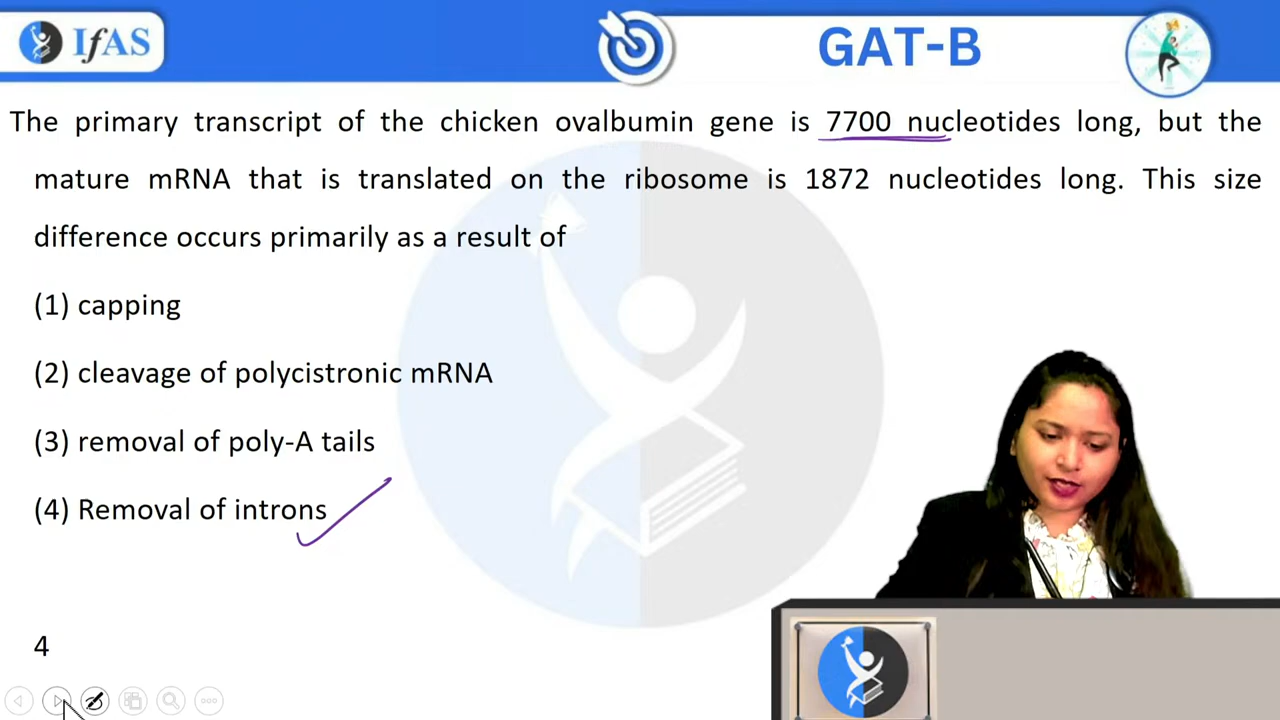 IfAS
GAT-B
The primary transcript of the chicken ovalbumin gene is 7700 nucleotides long, but the
mature mRNA that is translated on the ribosome is 1872 nucleotides long. This size
difference occurs primarily as a result of
(1) capping
(2) cleavage of polycistronic mRNA
(3) removal of poly-A tails
(4) Removal of introns
4